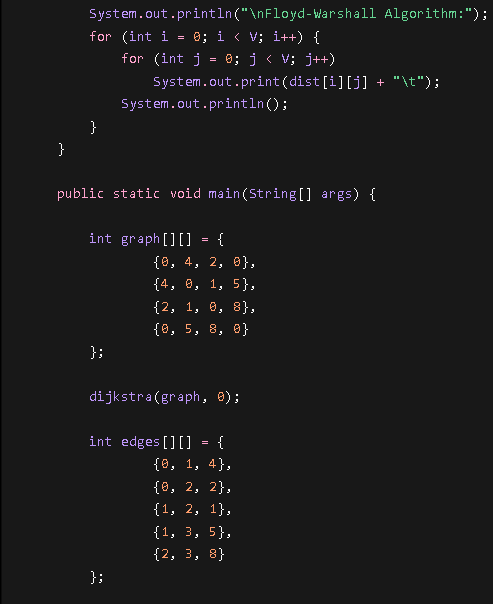 System.out.println("\nFloyd-Warshall Algorithm:");
for (int i = 0; i < V; i++) {
for (int j = 0; j < V; j++)
System.out.print(dist[i][j] + "\t");
System.out.println();
}
}
public static void main(String[] args) {
int graph[][] = {
{0, 4, 2, 0},
{4, 0, 1, 5},
{2, 1, 0, 8},
{0, 5, 8, 0}
};
dijkstra(graph, 0);
int edges[][] = {
{0, 1, 4},
{0, 2, 2},
{1, 2, 1},
{1, 3, 5},
{2, 3, 8}
};